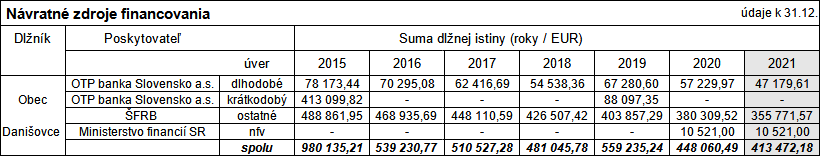 Návratné zdroje financovania údaje k 31.12.
Dlžník Poskytovateľ Suma dlžnej istiny (roky / EUR)
úver 2015 2016 2017 2018 2019 2020 2021
OTP banka Slovensko a.s. dlhodobé 78 173,44 70 295,08 62 416,69 54 538,36 67 280,60 57 229,97 47 179,61
Obec OTP banka Slovensko a.s. krátkodobý 413 099,82 - - - 88 097,35 - -
ŠFRB ostatné 488 861,95 468 935,69 448 110,59 426 507,42 403 857,29 380 309,52 355 771,57
Danišovce Ministerstvo financií SR nfv - - - - - 10 521,00 10 521,00
spolu 980 135,21 539 230,77 510 527,28 481 045,78 559 235,24 448 060,49 413 472,18